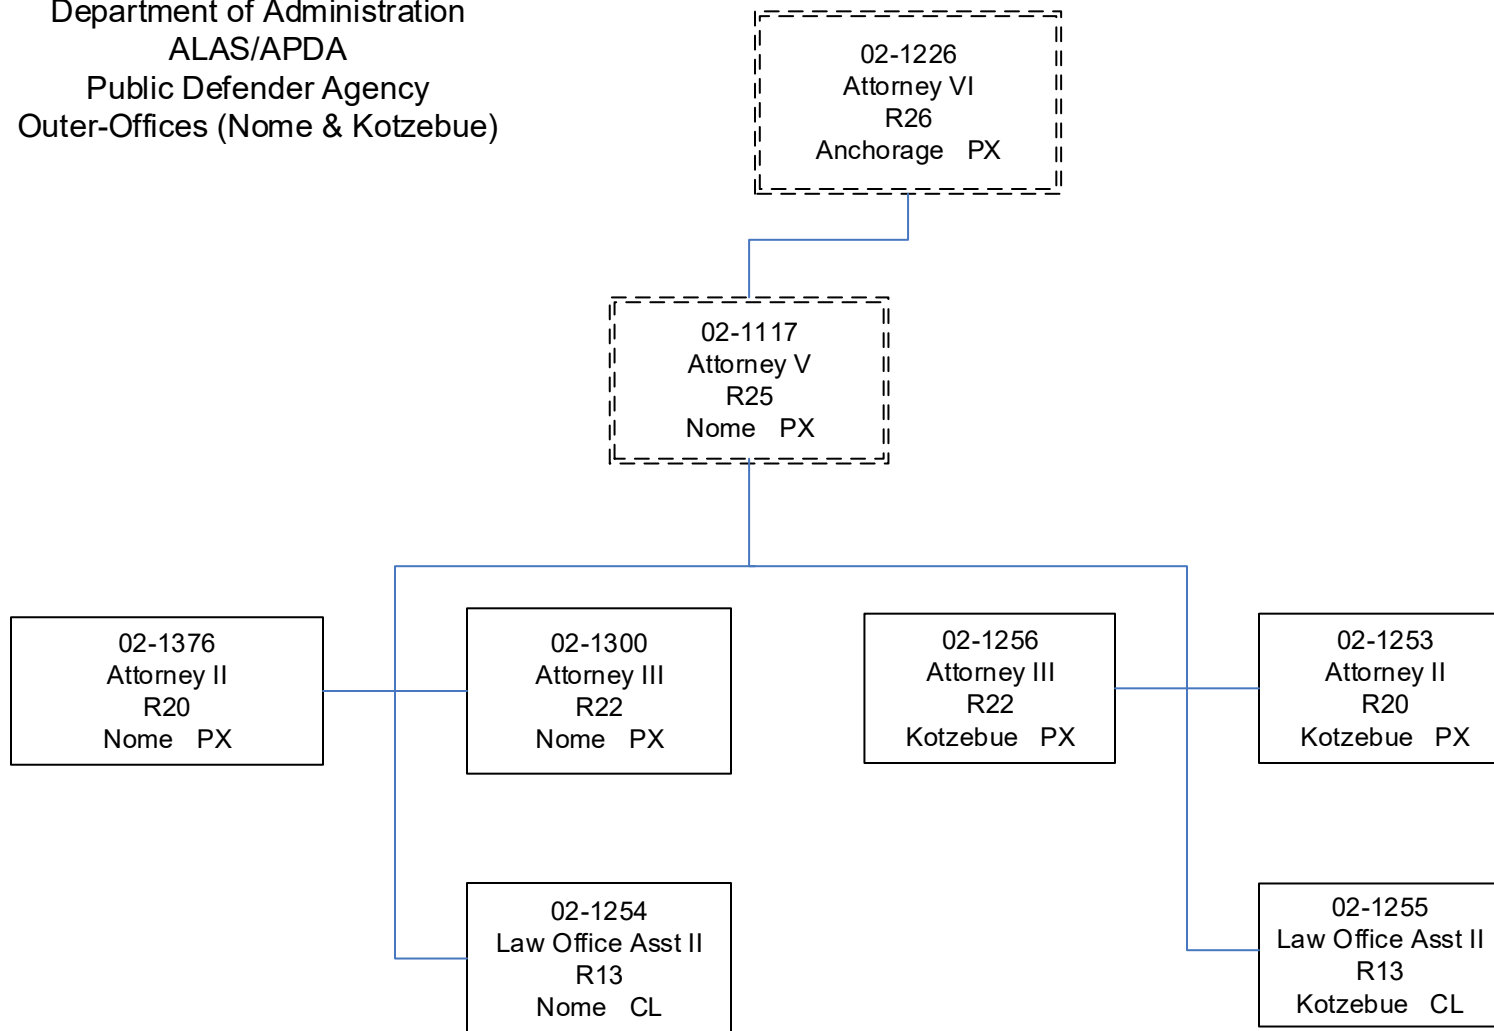 Department of Administration
ALAS/APDA
Public Defender Agency
Outer-Offices (Nome & Kotzebue)
02-1226
Attorney VI
R26
Anchorage PX
02-1117
Attorney V
R25
Nome PX
02-1376
Attorney II
R20
Nome PX
02-1300
Attorney III
R22
Nome PX
02-1256
Attorney III
R22
Kotzebue PX
02-1253
Attorney II
R20
Kotzebue PX
02-1254
Law Office Asst II
R13
Nome CL
02-1255
Law Office Asst II
R13
Kotzebue CL